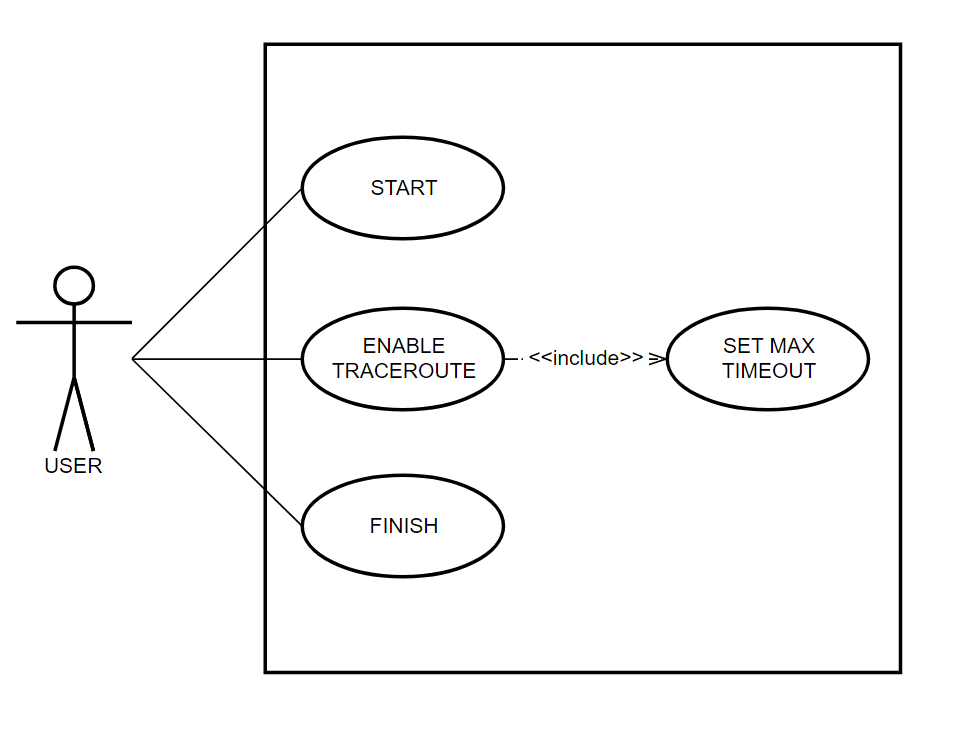 START
ENABLE
TRACEROUTE
<<include>>
SET MAX
TIMEOUT
USER
FINISH